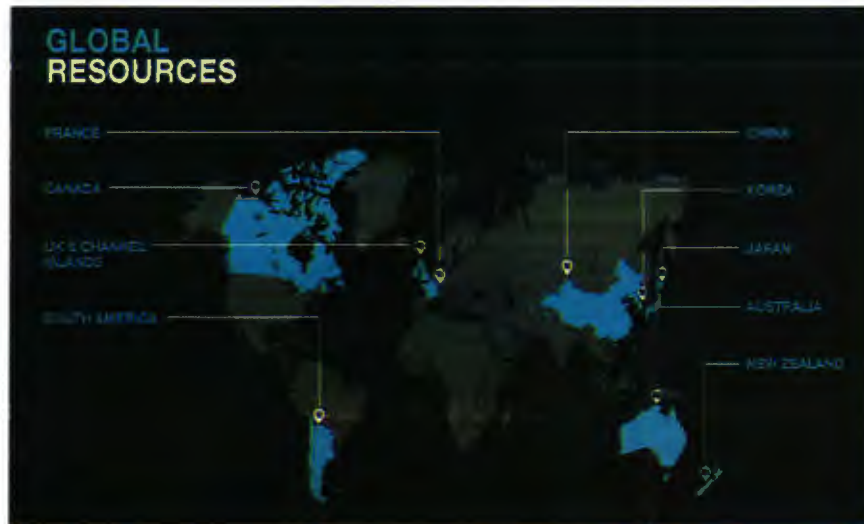 GLOBAL
RESOURCES
FRANCE
CANADA
UK & CHANNEL
ISLANDS
SOUTH AMERICA
CHINA
KOREA
JAPAN
AUSTRALIA
NEW ZEALAND